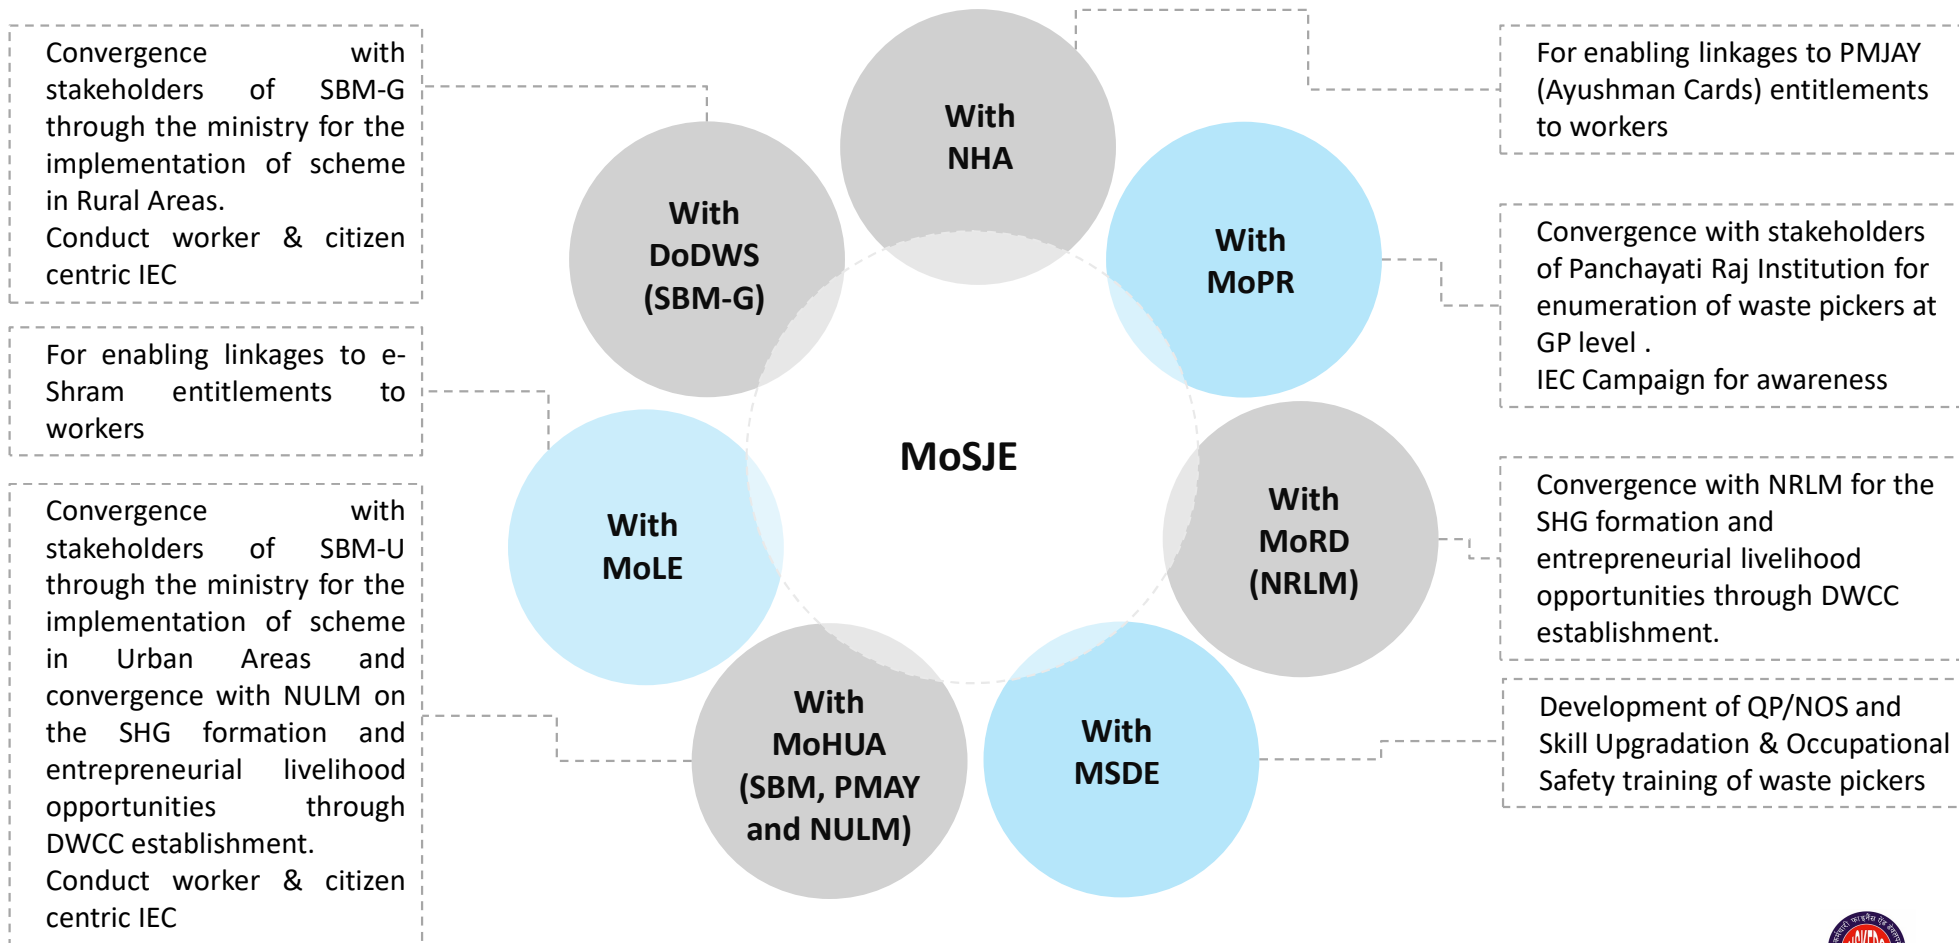 Convergence with
stakeholders of SBM-G
through the ministry for the
implementation of scheme
in Rural Areas.
Conduct worker & citizen
centric IEC
For enabling linkages to e-
Shram entitlements to
workers
Convergence with
stakeholders of SBM-U
through the ministry for the
implementation of scheme
in Urban Areas and
convergence with NULM on
the SHG formation and
entrepreneurial livelihood
opportunities through
DWCC establishment.
Conduct worker & citizen
centric IEC
With
NHA
With
DoDWS
(SBM-G)
With
MoPR
MoSJE
With
MoLE
With
MoRD
(NRLM)
With
MoHUA
(SBM, PMAY
and NULM)
With
MSDE
For enabling linkages to PMJAY
(Ayushman Cards) entitlements
to workers
Convergence with stakeholders
of Panchayati Raj Institution for
enumeration of waste pickers at
GP level .
IEC Campaign for awareness
Convergence with NRLM for the
SHG formation and
entrepreneurial livelihood
opportunities through DWCC
establishment.
Development of QP/NOS and
Skill Upgradation & Occupational
Safety training of waste pickers